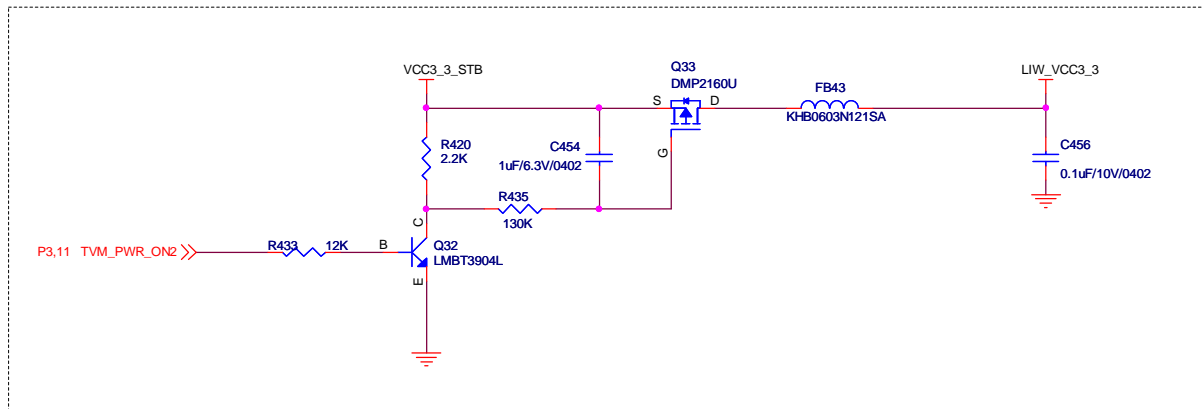 VCC3_3_STB
Q33
DMP2160U
LIW_VCC3_3
S
D
G
FB43
KHB0603N121SA
R420
2.2K
C454
1uF/6.3V/0402
C456
0.1uF/10V/0402
R435
130K
P3,11 TVM_PWR_ON2
R433 12K
B
C
E
Q32
LMBT3904L